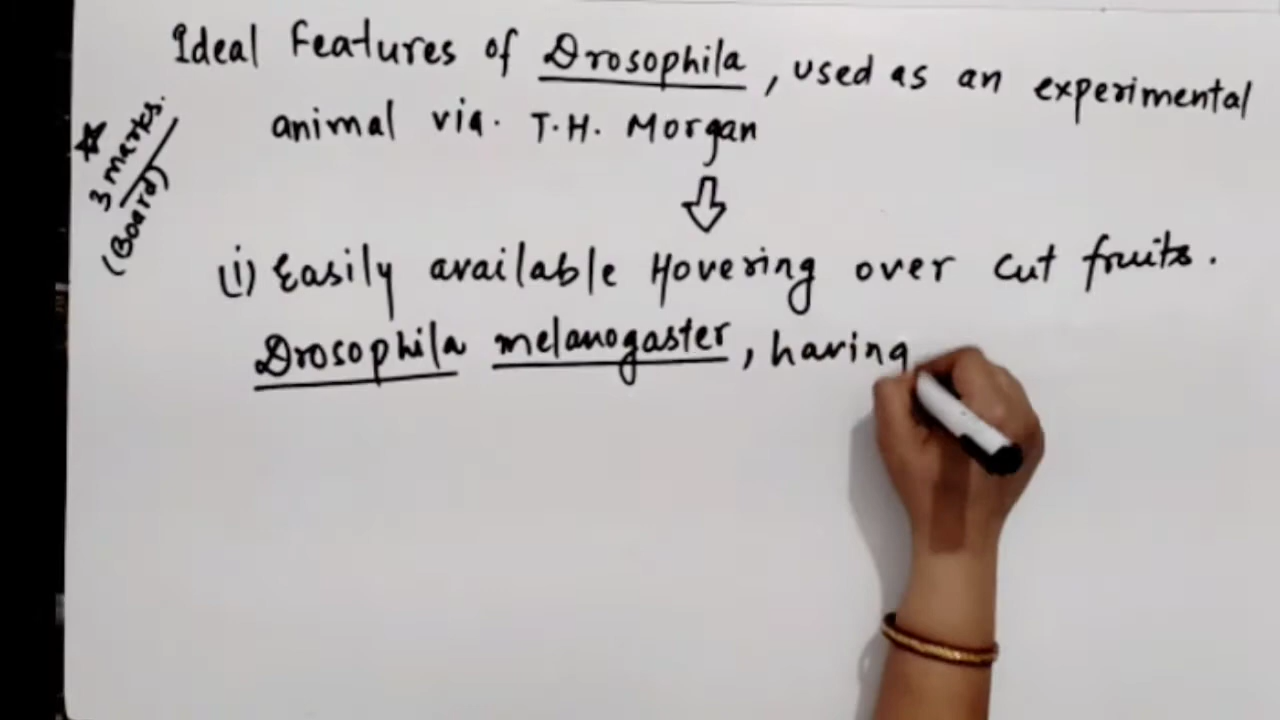 Ideal Features of Drosophila, used as an experimental
animal via. T.H. Morgan
3 marks.
(Board)
(i) Easily available Hovering over cut fruits.
Drosophila melanogaster, having